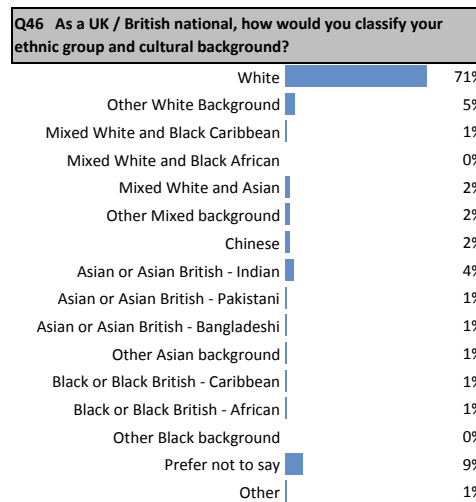 Q46 As a UK / British national, how would you classify your
ethnic group and cultural background?
White 71%
Other White Background 5%
Mixed White and Black Caribbean 1%
Mixed White and Black African 0%
Mixed White and Asian 2%
Other Mixed background 2%
Chinese 2%
Asian or Asian British - Indian 4%
Asian or Asian British - Pakistani 1%
Asian or Asian British - Bangladeshi 1%
Other Asian background 1%
Black or Black British - Caribbean 1%
Black or Black British - African 1%
Other Black background 0%
Prefer not to say 9%
Other 1%